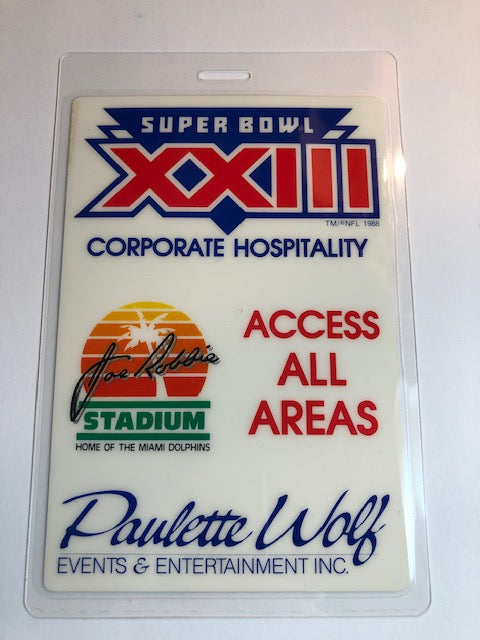 SUPER BOWL
XXIII
TM/©NFL 1988
CORPORATE HOSPITALITY
Joe Robbie
STADIUM
HOME OF THE MIAMI DOLPHINS
ACCESS
ALL
AREAS
Paulette Wolf
EVENTS & ENTERTAINMENT INC.